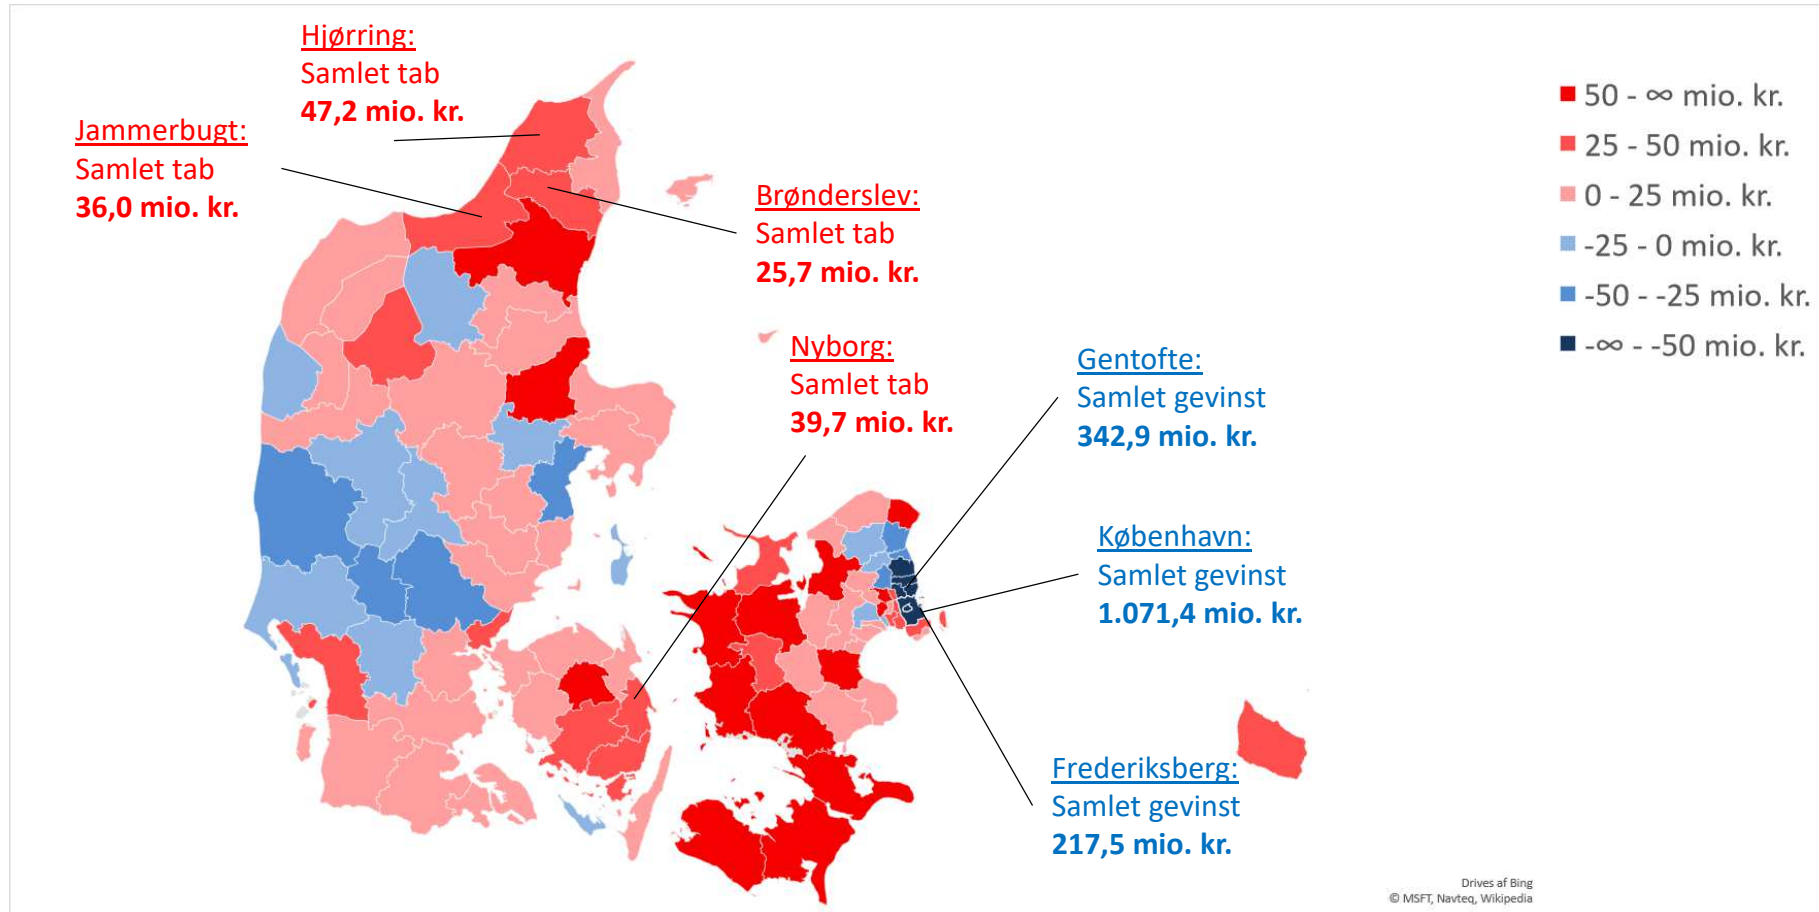 Hjørring:
Samlet tab
47,2 mio. kr.
Jammerbugt:
Samlet tab
36,0 mio. kr.
Brønderslev:
Samlet tab
25,7 mio. kr.
Nyborg:
Samlet tab
39,7 mio. kr.
Gentofte:
Samlet gevinst
342,9 mio. kr.
København:
Samlet gevinst
1.071,4 mio. kr.
Frederiksberg:
Samlet gevinst
217,5 mio. kr.
50 - ∞ mio. kr.
25 - 50 mio. kr.
0 - 25 mio. kr.
-25 - 0 mio. kr.
-50 - -25 mio. kr.
-∞ - -50 mio. kr.
Drives af Bing
© MSFT, Navteq, Wikipedia